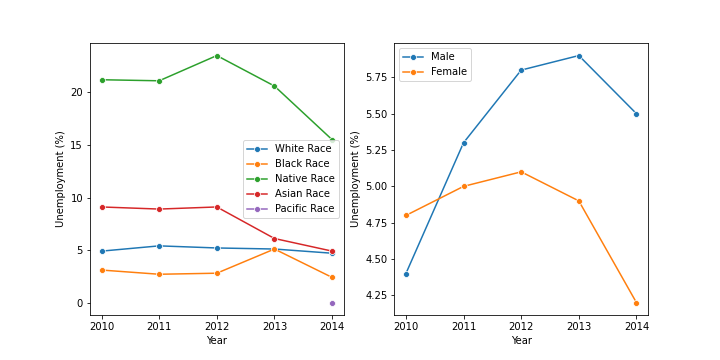 Unemployment (%)
20
15
10
5
0
2010 2011 2012 2013 2014
Year
White Race
Black Race
Native Race
Asian Race
Pacific Race
Unemployment (%)
5.75
5.50
5.25
5.00
4.75
4.50
4.25
2010 2011 2012 2013 2014
Year
Male
Female